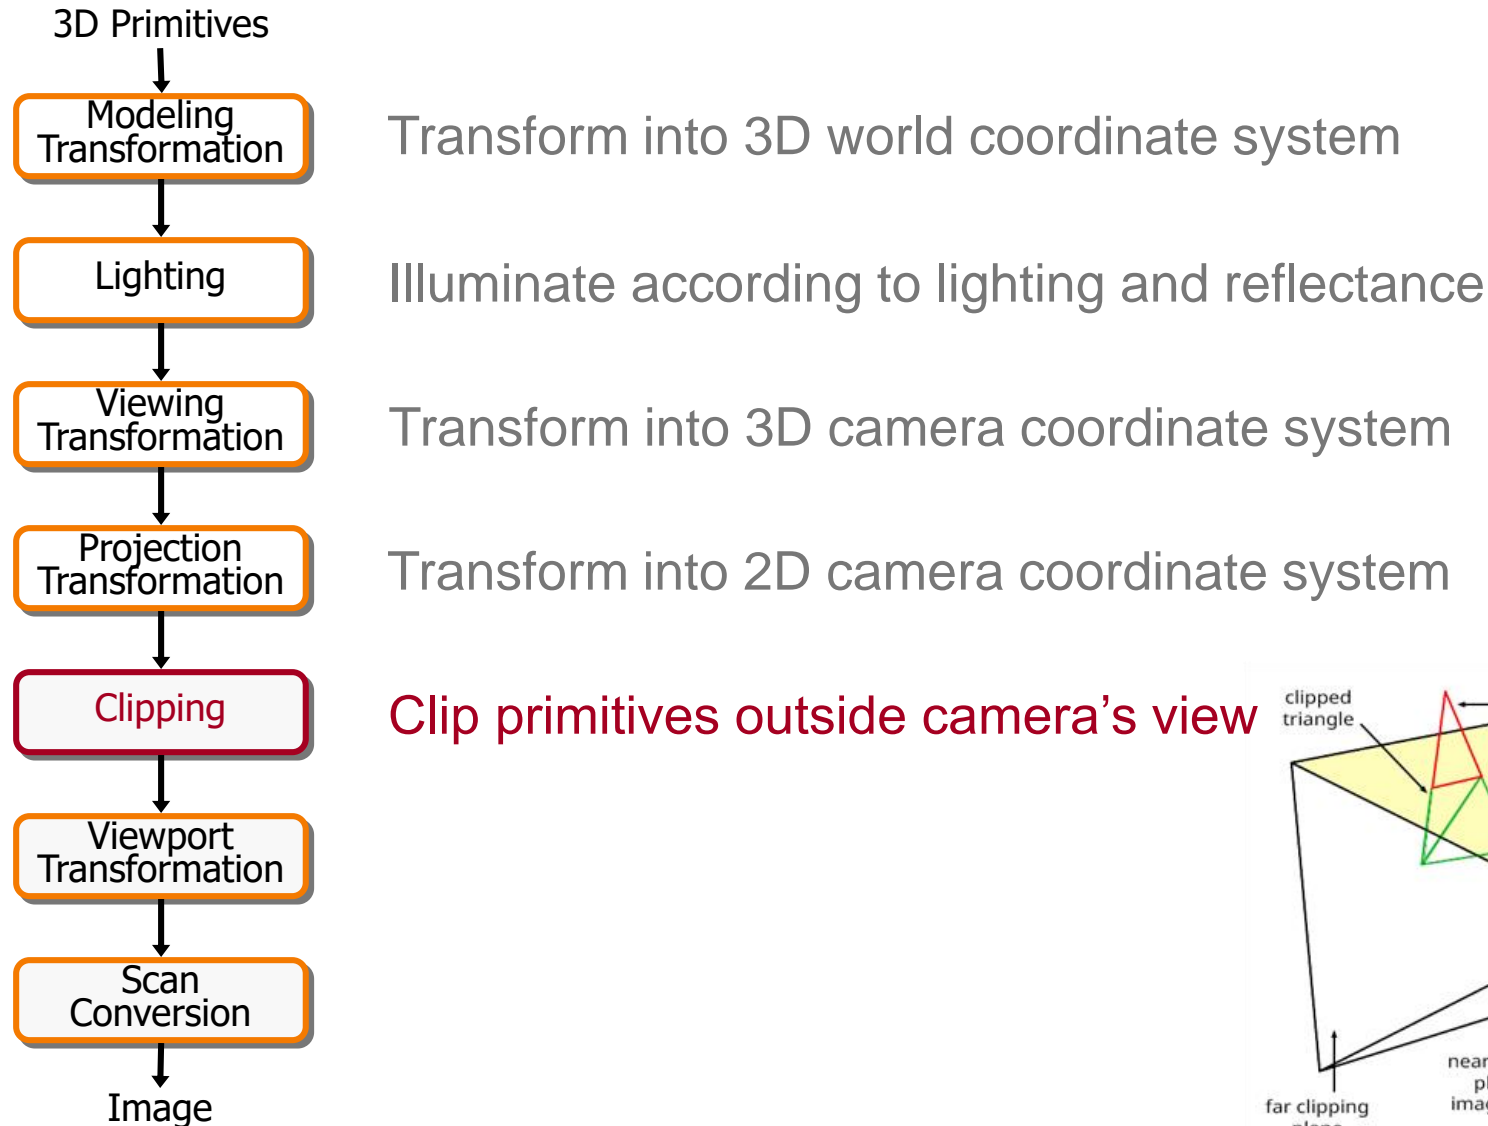 3D Primitives
Modeling
Transformation
Transform into 3D world coordinate system
Lighting
Illuminate according to lighting and reflectance
Viewing
Transformation
Transform into 3D camera coordinate system
Projection
Transformation
Transform into 2D camera coordinate system
Clipping
Clip primitives outside camera’s view
clipped
triangle
Viewport
Transformation
Scan
Conversion
near
far clipping
Image